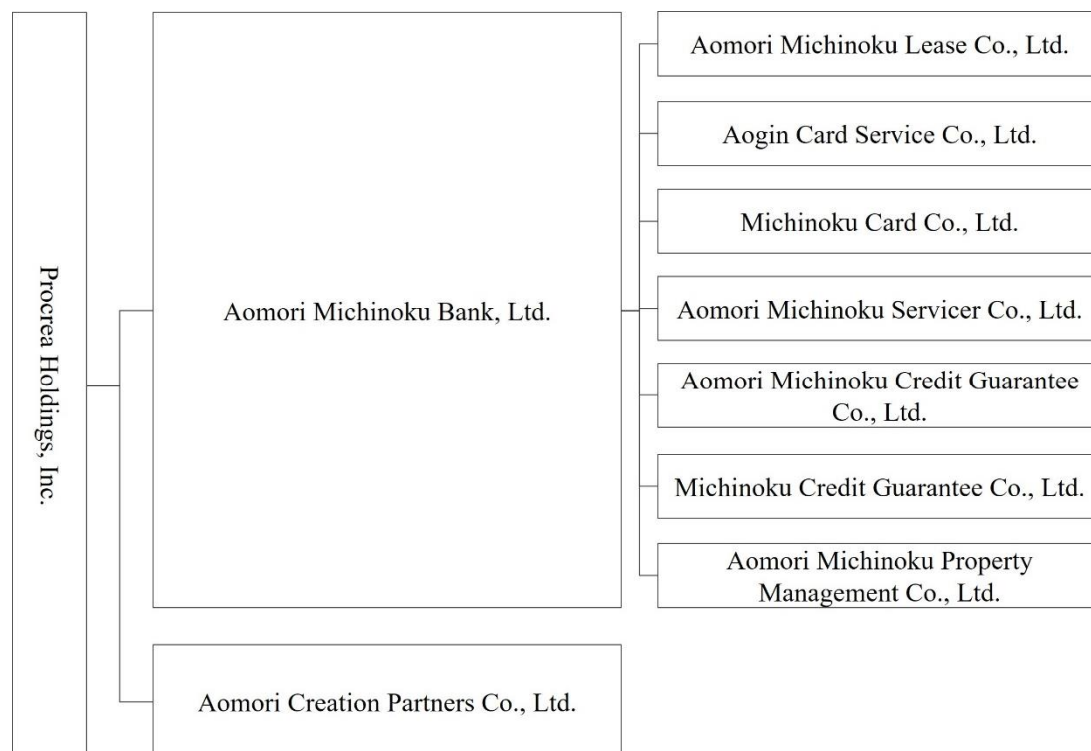 Procrea Holdings, Inc.
Aomori Michinoku Bank, Ltd.
Aomori Creation Partners Co., Ltd.
Aomori Michinoku Lease Co., Ltd.
Aogin Card Service Co., Ltd.
Michinoku Card Co., Ltd.
Aomori Michinoku Servicer Co., Ltd.
Aomori Michinoku Credit Guarantee
Co., Ltd.
Michinoku Credit Guarantee Co., Ltd.
Aomori Michinoku Property
Management Co., Ltd.